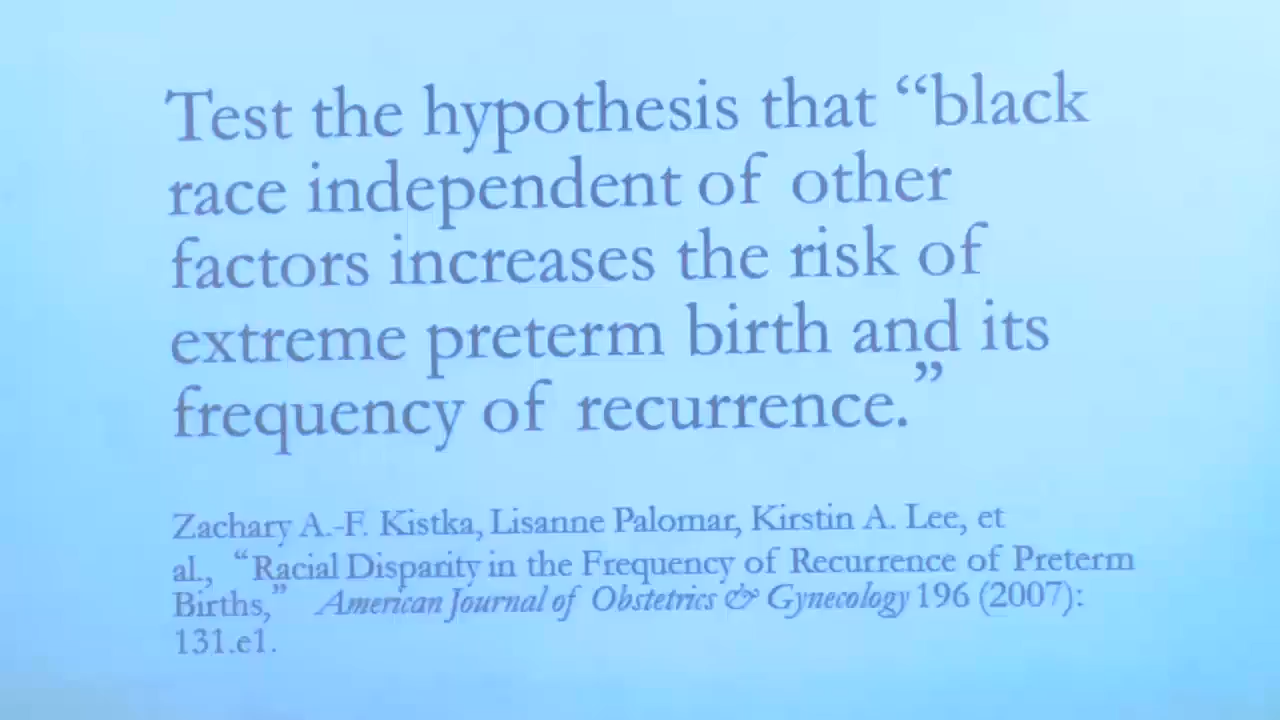 Test the hypothesis that “black
race independent of other
factors increases the risk of
extreme preterm birth and its
frequency of recurrence.”
Zachary A.-F. Kistka, Lisanne Palomar, Kirstin A. Lee, et
al., “Racial Disparity in the Frequency of Recurrence of Preterm
Births,” American Journal of Obstetrics & Gynecology 196 (2007):
131.e1.